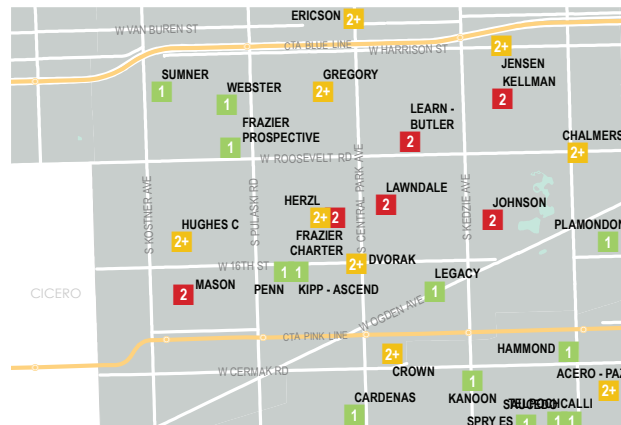 ERICSON
2+
W VAN BUREN ST
CTA BLUE LINE
W HARRISON ST
2+
JENSEN
SUMNER
1
WEBSTER
1
GREGORY
2+
KELLMAN
2
LEARN -
BUTLER
2
FRAZIER
PROSPECTIVE
1
CHALMERS
2+
W ROOSEVELT RD
S KOSTNER AVE
S PULASKI RD
S CENTRAL PARK AVE
S KEDZIE AVE
HERZL
2+ 2
FRAZIER
CHARTER
LAWNDALE
2
JOHNSON
2
HUGHES C
2+
PLAMONDON
1
W 16TH ST
2+
DVORAK
MASON
2
1 1
PENN
KIPP - ASCEND
LEGACY
1
CICERO
W OGDEN AVE
CTA PINK LINE
2+
CROWN
HAMMOND
1
W CERMAK RD
1
KANOON
ACERO - PAZ
2+
CARDENAS
1
SAUCEDO
SPRY ES
1
1 1